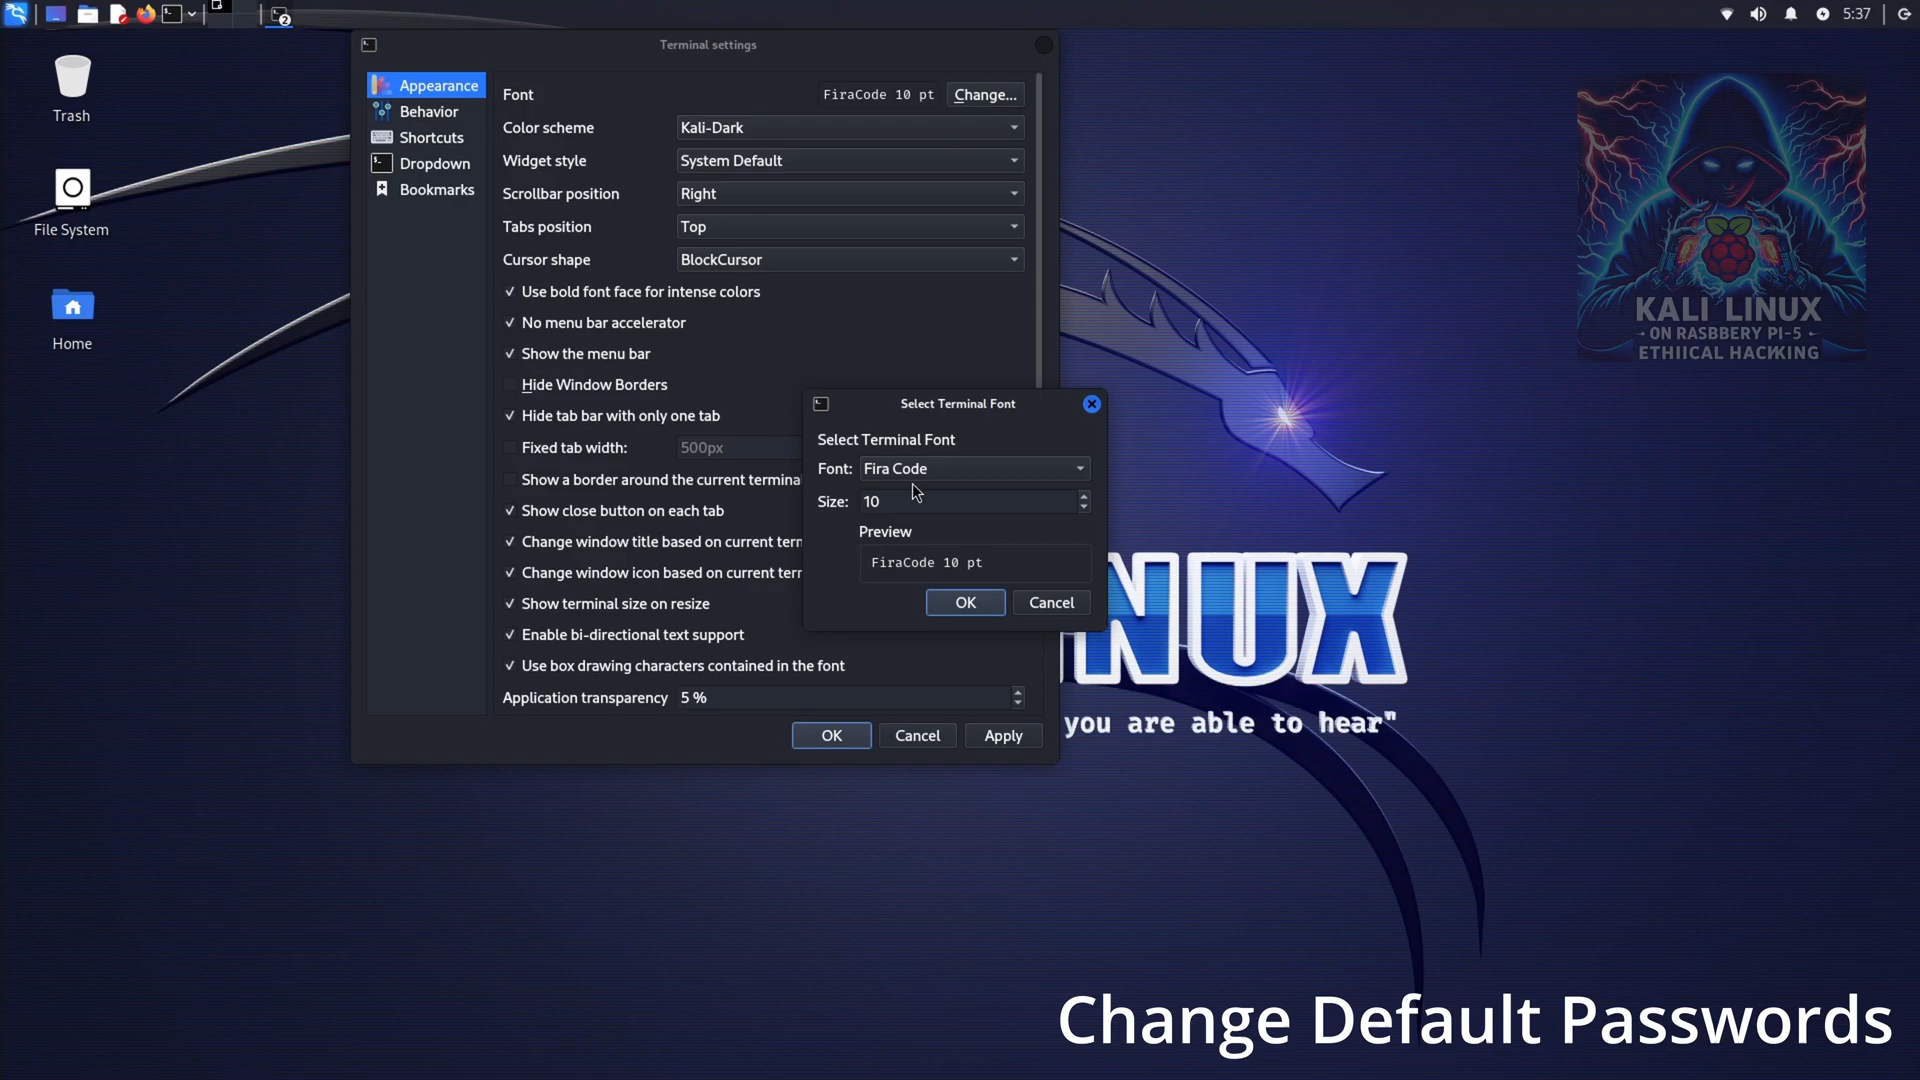 2
5:37
Trash
File System
Home
Terminal settings
Appearance
Behavior
Shortcuts
Dropdown
Bookmarks
Font FiraCode 10 pt Change...
Color scheme Kali-Dark
Widget style System Default
Scrollbar position Right
Tabs position Top
Cursor shape BlockCursor
Use bold font face for intense colors
No menu bar accelerator
Show the menu bar
Hide Window Borders
Hide tab bar with only one tab
Fixed tab width: 500px
Show a border around the current termina
Show close button on each tab
Change window title based on current tern
Change window icon based on current terr
Show terminal size on resize
Enable bi-directional text support
Use box drawing characters contained in the font
Application transparency 5 %
OK Cancel Apply
Select Terminal Font
Select Terminal Font
Font: Fira Code
Size: 10
Preview
FiraCode 10 pt
OK Cancel
KALI LINUX
- ON RASBBERY PI-5 -
ETHIICAL HACKING
NUX
you are able to hear"
Change Default Passwords